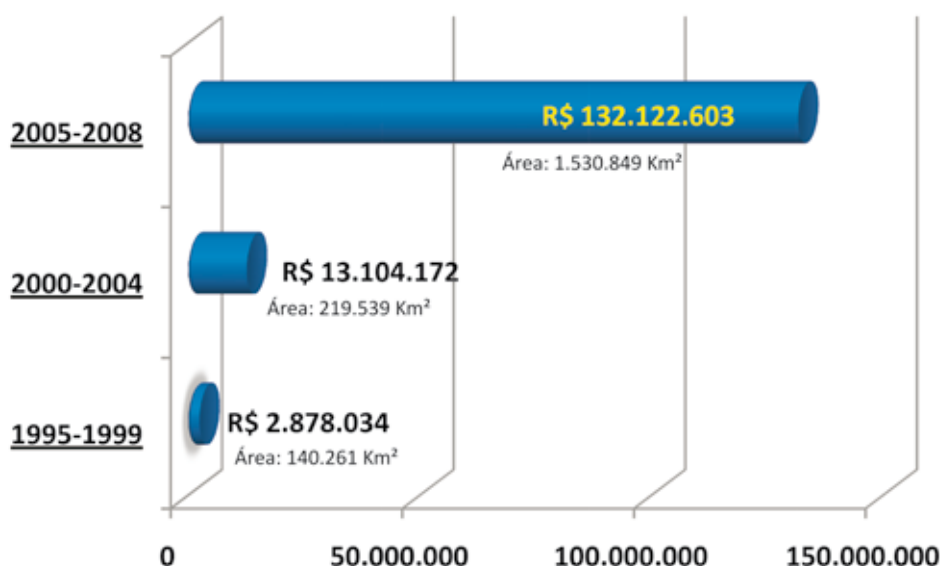 2005-2008
R$ 132.122.603
Área: 1.530.849 Km²
2000-2004
R$ 13.104.172
Área: 219.539 Km²
1995-1999
R$ 2.878.034
Área: 140.261 Km²
0 50.000.000 100.000.000 150.000.000